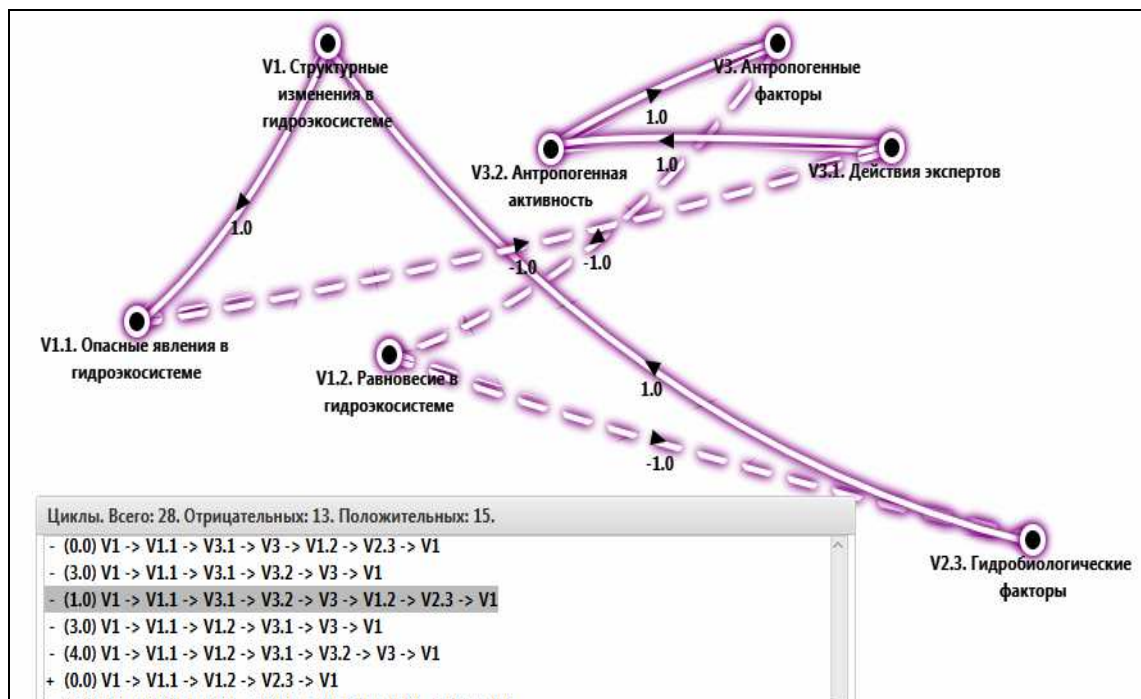 V1. Структурные
изменения в
гидроэкосистеме
V3. Антропогенные
факторы
1.0
V3.2. Антропогенная
активность
1.0
V3.1. Действия экспертов
1.0
-1.0
-1.0
V1.1. Опасные явления в
гидроэкосистеме
V1.2. Равновесие в
гидроэкосистеме
1.0
-1.0
V2.3. Гидробиологические
факторы
Циклы. Всего: 28. Отрицательных: 13. Положительных: 15.
- (0.0) V1 -> V1.1 -> V3.1 -> V3 -> V1.2 -> V2.3 -> V1
- (3.0) V1 -> V1.1 -> V3.1 -> V3.2 -> V3 -> V1
- (1.0) V1 -> V1.1 -> V3.1 -> V3.2 -> V3 -> V1.2 -> V2.3 -> V1
- (3.0) V1 -> V1.1 -> V1.2 -> V3.1 -> V3 -> V1
- (4.0) V1 -> V1.1 -> V1.2 -> V3.1 -> V3.2 -> V3 -> V1
+ (0.0) V1 -> V1.1 -> V1.2 -> V2.3 -> V1